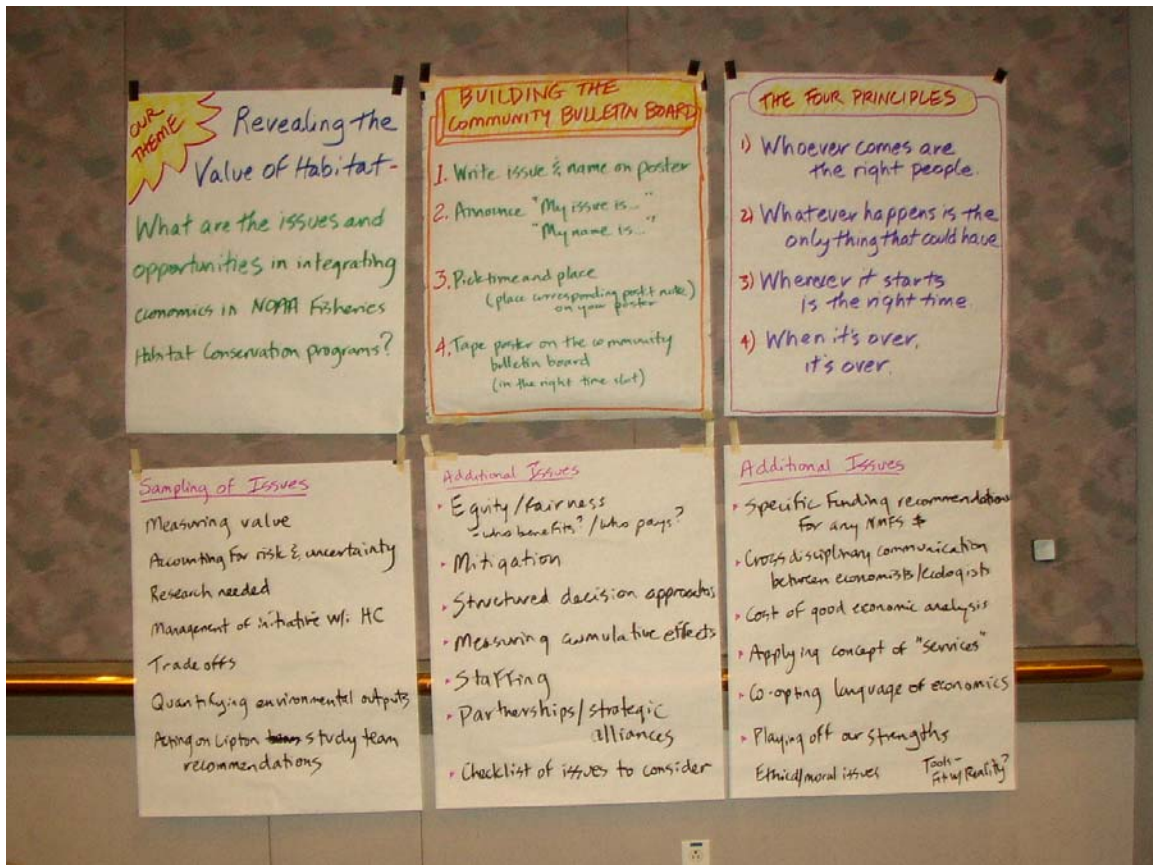 OUR
THEME
Revealing the
Value of Habitat-
What are the issues and
opportunities in integrating
economics in NOAA Fisheries
Habitat Conservation programs?
BUILDING THE
COMMUNITY BULLETIN BOARD
1. Write issue & name on poster
2. Announce "My issue is..."
"My name is..."
3. Pick time and place
(place corresponding post-it note)
on your poster
4. Tape poster on the community
bulletin board
(in the right time slot)
THE FOUR PRINCIPLES
1) Whoever comes are
the right people.
2) Whatever happens is the
only thing that could have
3) Whenever it starts
is the right time.
4) When it's over,
it's over.
Sampling of Issues
Measuring value
Accounting for risk & uncertainty
Research needed
Management of initiative w/i HC
Trade offs
Quantifying environmental outputs
Acting on Lipton study team
recommendations
Additional Issues
• Equity/fairness
- who benefits? / who pays?
• Mitigation
• Structured decision approaches
• Measuring cumulative effects
• Staffing
• Partnerships/strategic
alliances
• Checklist of issues to consider
Additional Issues
• Specific funding recommendations
for any NMFS $
• Cross disciplinary communication
between economists/ecologists
• Cost of good economic analysis
• Applying concept of "services"
• Co-opting language of economics
• Playing off our strengths
Ethical/moral issues
Tools -
Fit w/ Reality?